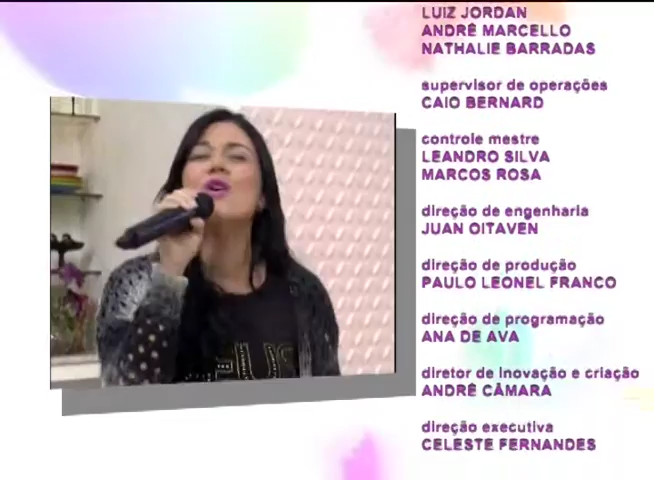 LUIZ JORDAN
ANDRÉ MARCELLO
NATHALIE BARRADAS
supervisor de operações
CAIO BERNARD
controle mestre
LEANDRO SILVA
MARCOS ROSA
direção de engenharia
JUAN OITAVEN
direção de produção
PAULO LEONEL FRANCO
direção de programação
ANA DE AVA
diretor de inovação e criação
ANDRÉ CÂMARA
direção executiva
CELESTE FERNANDES